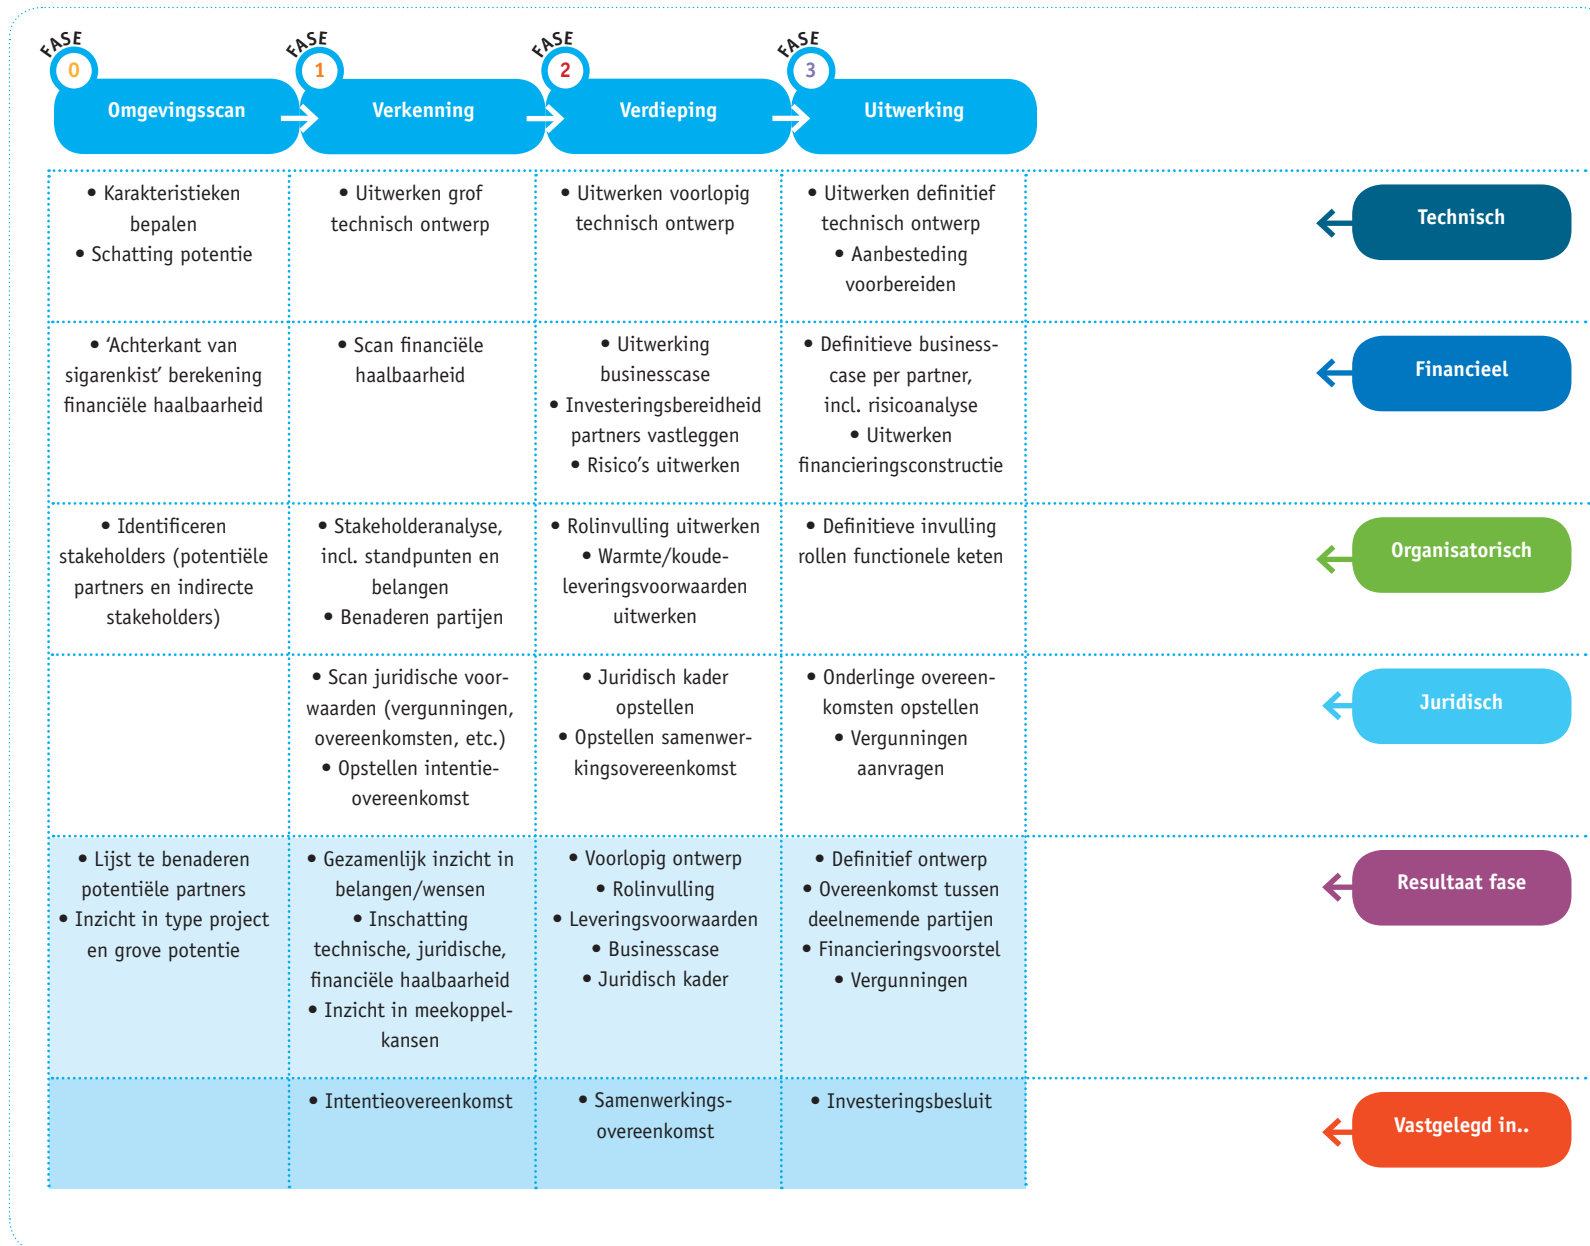 FASE
0
Omgevingsscan
FASE
1
Verkenning
FASE
2
Verdieping
FASE
3
Uitwerking
• Karakteristieken
bepalen
• Schatting potentie
• Uitwerken grof
technisch ontwerp
• Uitwerken voorlopig
technisch ontwerp
• Uitwerken definitief
technisch ontwerp
• Aanbesteding
voorbereiden
Technisch
• ‘Achterkant van
sigarenkist’ berekening
financiële haalbaarheid
• Scan financiële
haalbaarheid
• Uitwerking
businesscase
• Investeringsbereidheid
partners vastleggen
• Risico’s uitwerken
• Definitieve business-
case per partner,
incl. risicoanalyse
• Uitwerken
financieringsconstructie
Financieel
• Identificeren
stakeholders (potentiële
partners en indirecte
stakeholders)
• Stakeholderanalyse,
incl. standpunten en
belangen
• Benaderen partijen
• Rolinvulling uitwerken
• Warmte/koude-
leveringsvoorwaarden
uitwerken
• Definitieve invulling
rollen functionele keten
Organisatorisch
• Scan juridische voor-
waarden (vergunningen,
overeenkomsten, etc.)
• Opstellen intentie-
overeenkomst
• Juridisch kader
opstellen
• Opstellen samenwer-
kingsovereenkomst
• Onderlinge overeen-
komsten opstellen
• Vergunningen
aanvragen
Juridisch
• Lijst te benaderen
potentiële partners
• Inzicht in type project
en grove potentie
• Gezamenlijk inzicht in
belangen/wensen
• Inschatting
technische, juridische,
financiële haalbaarheid
• Inzicht in meekoppel-
kansen
• Voorlopig ontwerp
• Rolinvulling
• Leveringsvoorwaarden
• Businesscase
• Juridisch kader
• Definitief ontwerp
• Overeenkomst tussen
deelnemende partijen
• Financieringsvoorstel
• Vergunningen
Resultaat fase
• Intentieovereenkomst
• Samenwerkings-
overeenkomst
• Investeringsbesluit
Vastgelegd in..